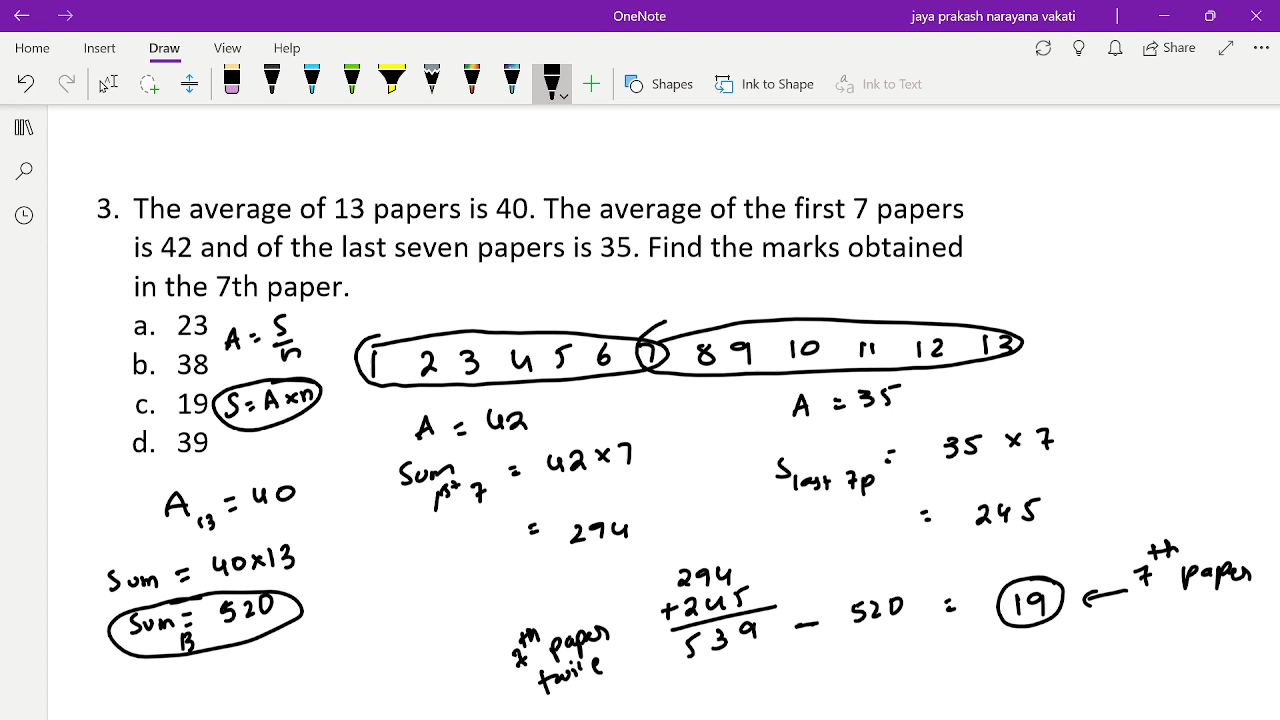 OneNote
jaya prakash narayana vakati
Home Insert Draw View Help
Share
Shapes Ink to Shape Ink to Text
3. The average of 13 papers is 40. The average of the first 7 papers
is 42 and of the last seven papers is 35. Find the marks obtained
in the 7th paper.
a. 23
b. 38
c. 19
d. 39
A = S/n
S = A × n
1 2 3 4 5 6 7 8 9 10 11 12 13
A = 42
Sum 1st 7 = 42 × 7
= 294
A = 35
S last 7p = 35 × 7
= 245
A 13 = 40
Sum = 40×13
Sum 13 = 520
294
+245
539 - 520 = 19 ← 7th paper
7th paper
twice